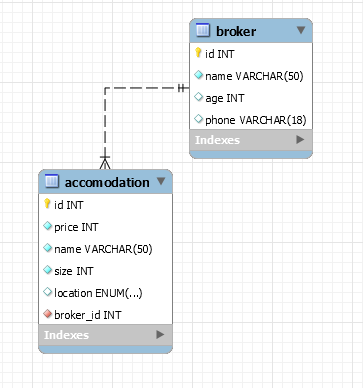 broker
id INT
name VARCHAR(50)
age INT
phone VARCHAR(18)
Indexes
accomodation
id INT
price INT
name VARCHAR(50)
size INT
location ENUM(...)
broker_id INT
Indexes